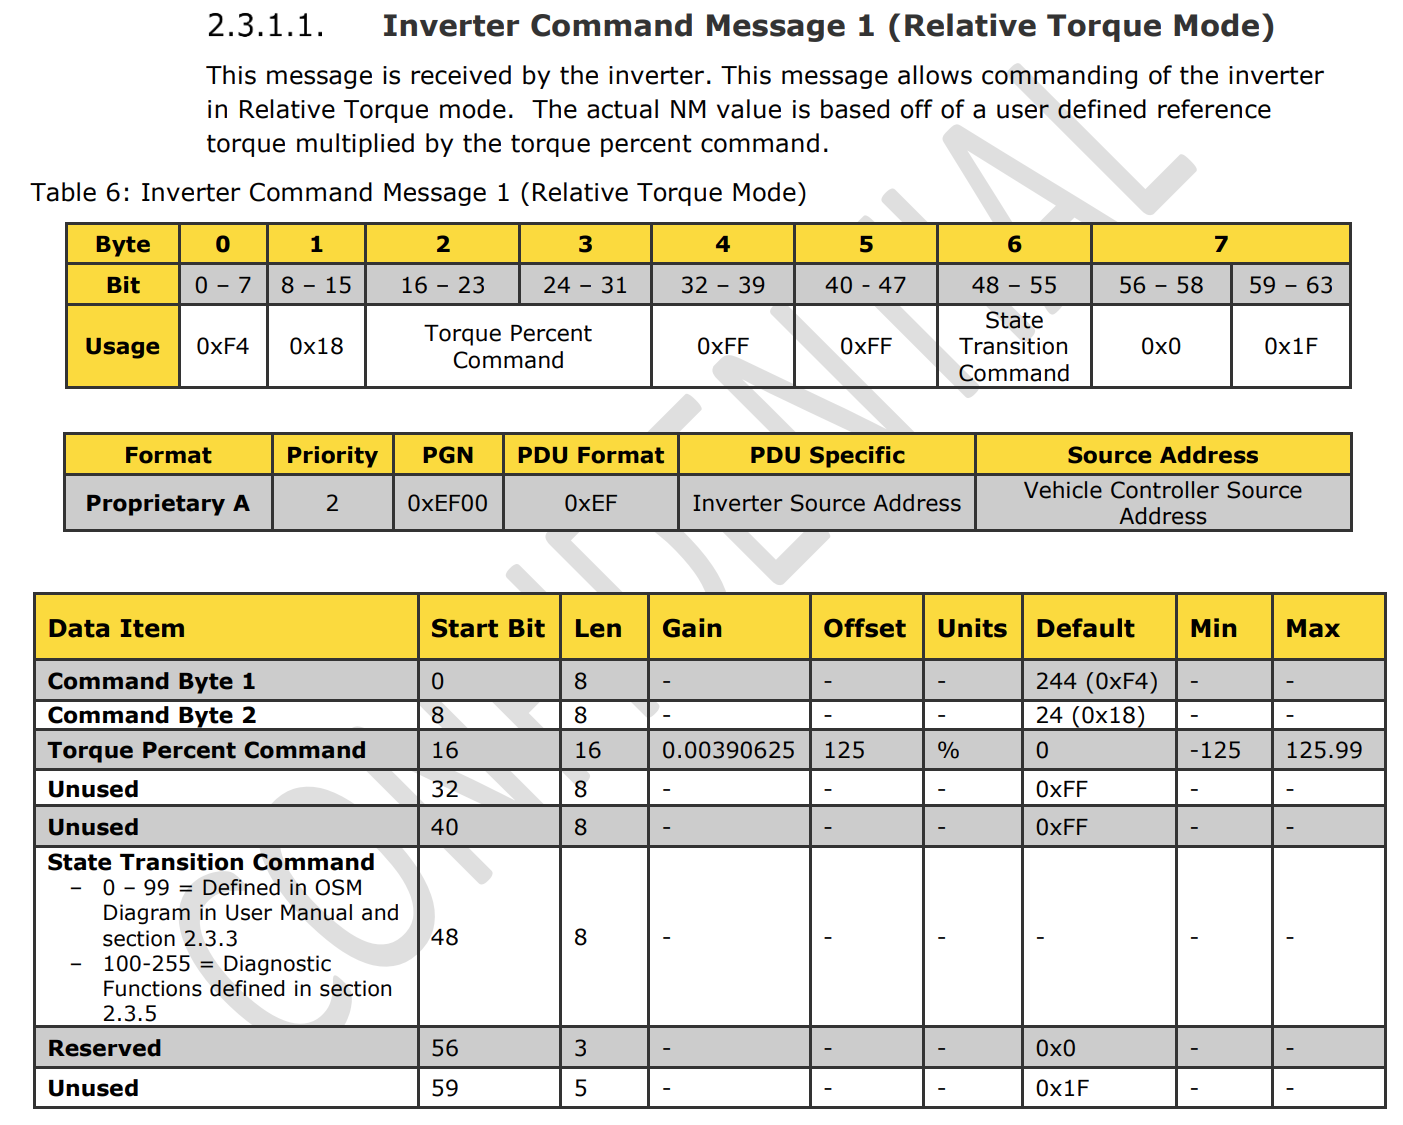 2.3.1.1. Inverter Command Message 1 (Relative Torque Mode)
This message is received by the inverter. This message allows commanding of the inverter
in Relative Torque mode.  The actual NM value is based off of a user defined reference
torque multiplied by the torque percent command.
Table 6: Inverter Command Message 1 (Relative Torque Mode)
Byte 0 1 2 3 4 5 6 7
Bit 0 – 7 8 – 15 16 – 23 24 – 31 32 – 39 40 - 47 48 – 55 56 – 58 59 – 63
Usage 0xF4 0x18 Torque Percent Command 0xFF 0xFF State Transition Command 0x0 0x1F
Format Priority PGN PDU Format PDU Specific Source Address
Proprietary A 2 0xEF00 0xEF Inverter Source Address Vehicle Controller Source Address
Data Item Start Bit Len Gain Offset Units Default Min Max
Command Byte 1 0 8 - - - 244 (0xF4) - -
Command Byte 2 8 8 - - - 24 (0x18) - -
Torque Percent Command 16 16 0.00390625 125 % 0 -125 125.99
Unused 32 8 - - - 0xFF - -
Unused 40 8 - - - 0xFF - -
State Transition Command
– 0 – 99 = Defined in OSM
Diagram in User Manual and
section 2.3.3
– 100-255 = Diagnostic
Functions defined in section
2.3.5
48 8 - - - - - -
Reserved 56 3 - - - 0x0 - -
Unused 59 5 - - - 0x1F - -
CONFIDENTIAL